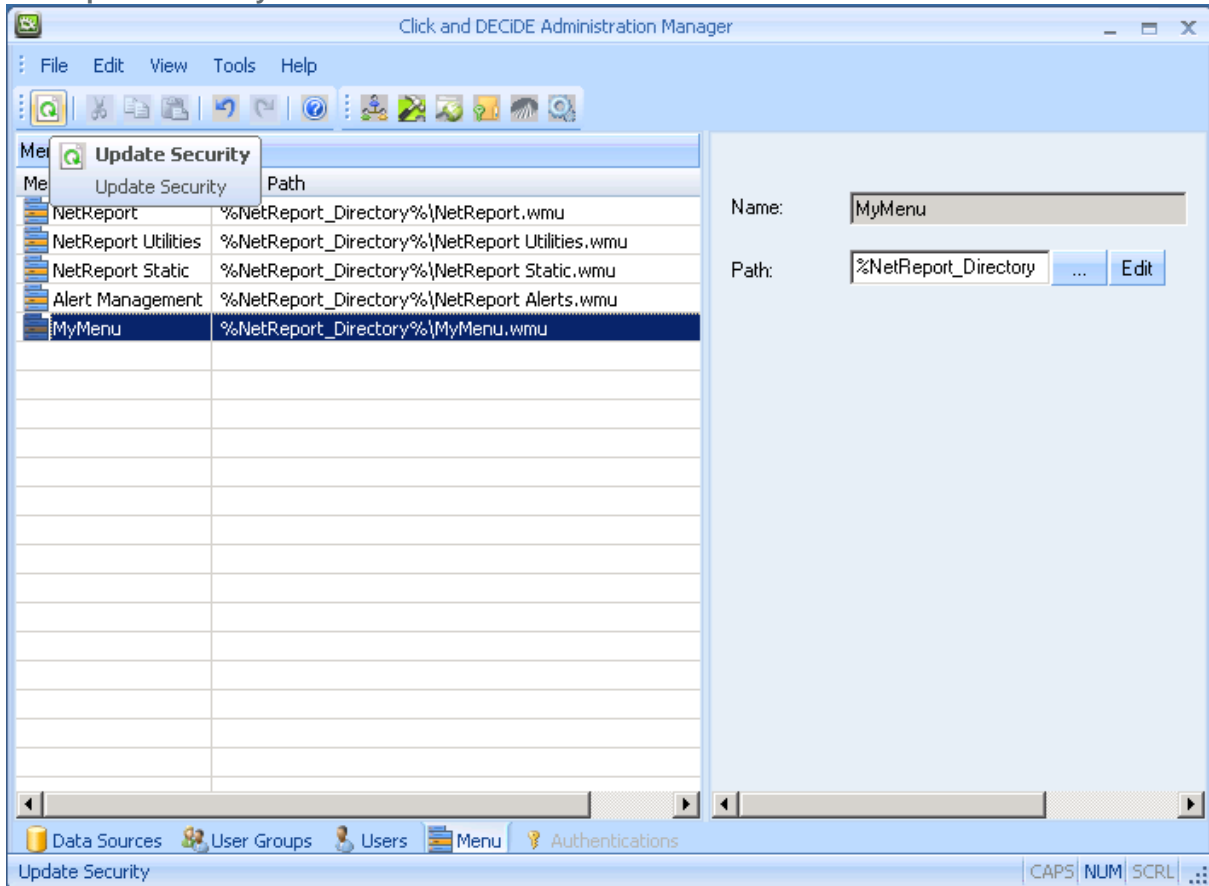 Click and DECiDE Administration Manager
File Edit View Tools Help
Update Security
Update Security
Path
NetReport %NetReport_Directory%\NetReport.wmu
NetReport Utilities %NetReport_Directory%\NetReport Utilities.wmu
NetReport Static %NetReport_Directory%\NetReport Static.wmu
Alert Management %NetReport_Directory%\NetReport Alerts.wmu
MyMenu %NetReport_Directory%\MyMenu.wmu
Name: MyMenu
Path: %NetReport_Directory ... Edit
Data Sources User Groups Users Menu Authentications
Update Security CAPS NUM SCRL